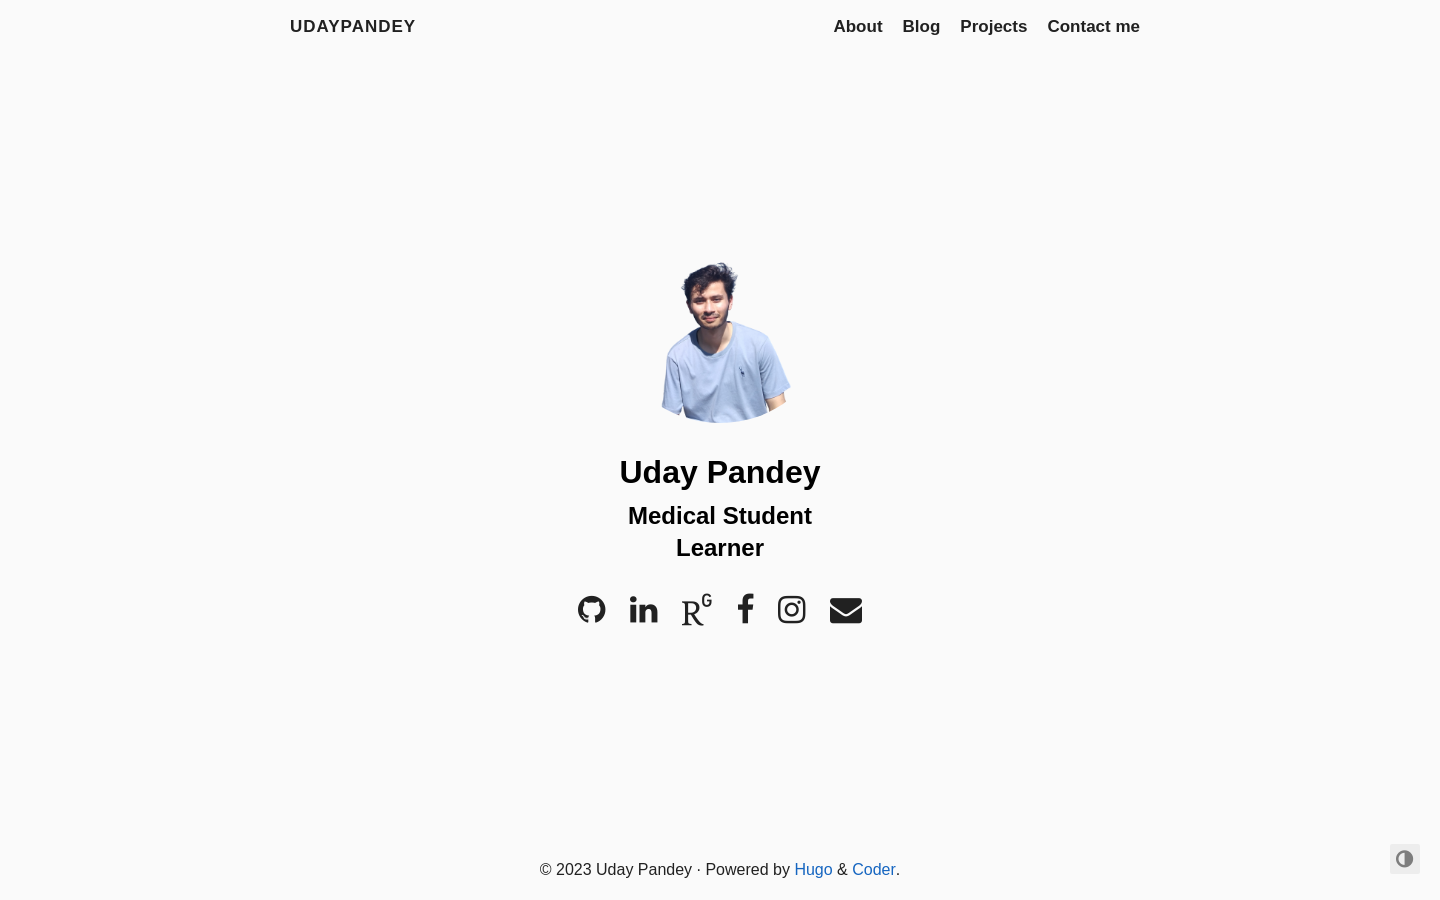 UDAYPANDEY
About Blog Projects Contact me
Uday Pandey
Medical Student
Learner
© 2023 Uday Pandey · Powered by Hugo & Coder.